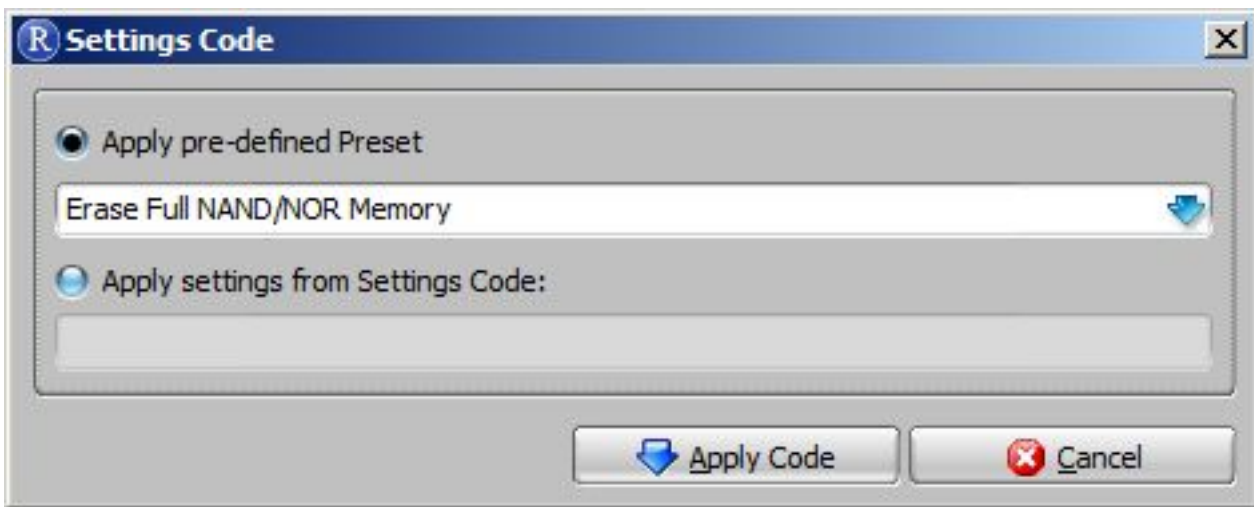 R Settings Code
Apply pre-defined Preset
Erase Full NAND/NOR Memory
Apply settings from Settings Code:
Apply Code Cancel